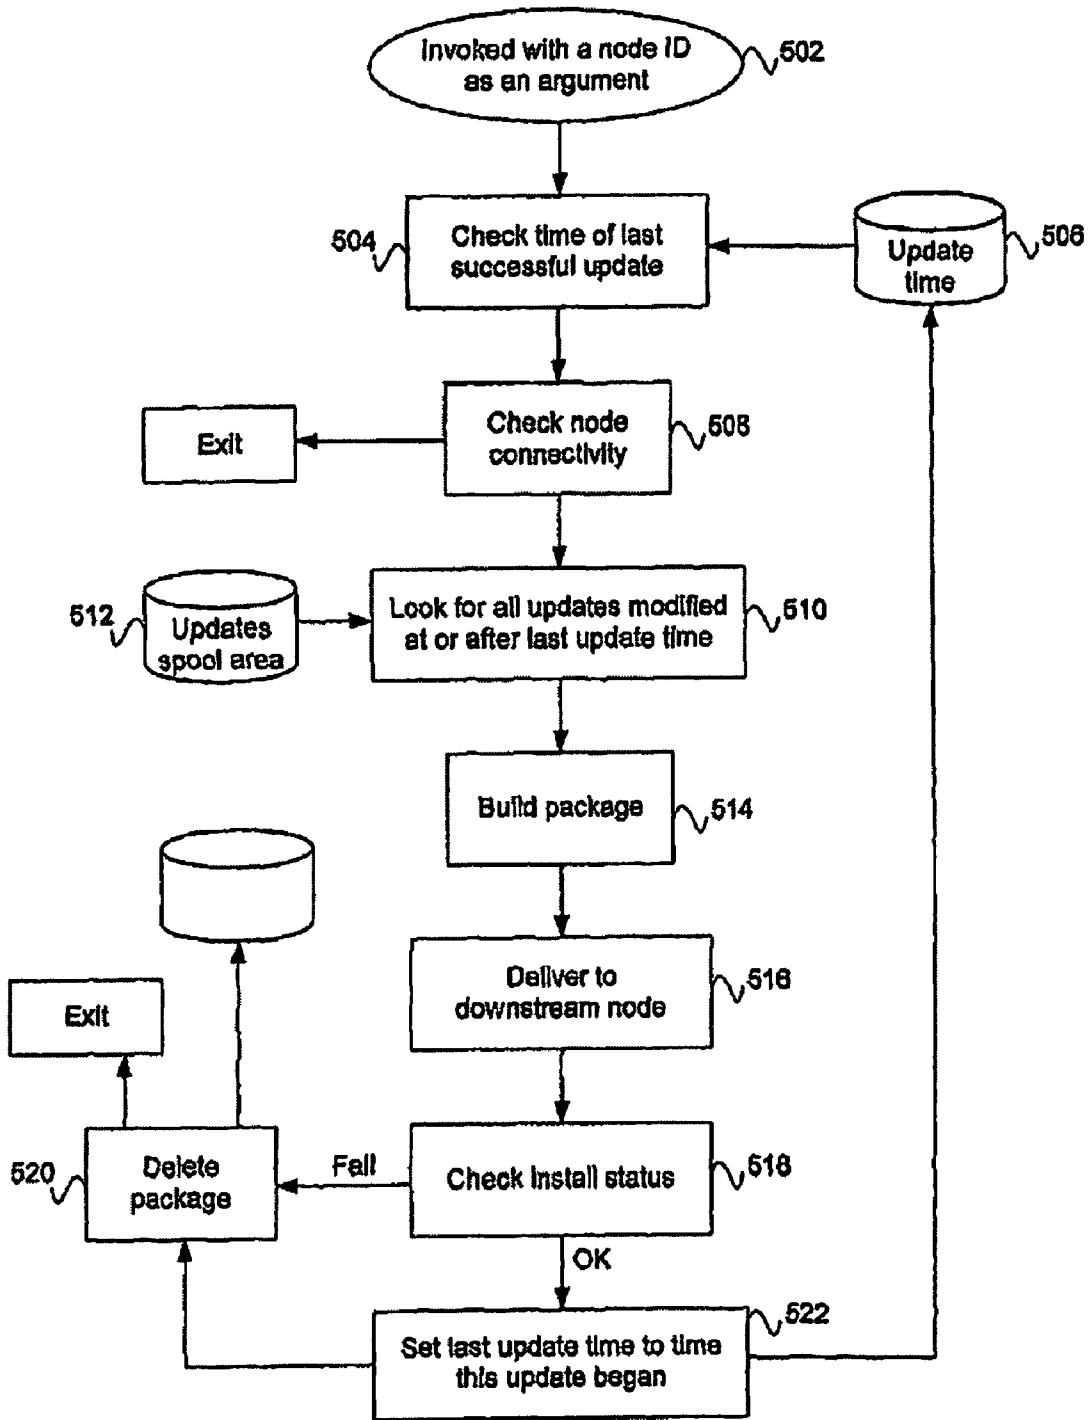 Invoked with a node ID
as an argument
502
504
Check time of last
successful update
Update
time
506
Exit
Check node
connectivity
508
512
Updates
spool area
Look for all updates modified
at or after last update time
510
Build package
514
Deliver to
downstream node
516
Exit
520
Delete
package
Fail
Check install status
518
OK
522
Set last update time to time
this update began